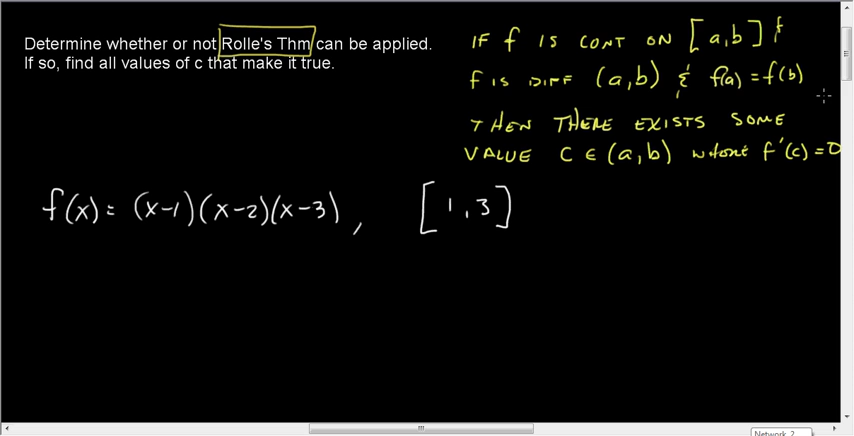 Determine whether or not Rolle's Thm can be applied.
If so, find all values of c that make it true.
IF f IS CONT ON [a,b] &
f IS DIFF (a,b) & f(a)=f(b)
THEN THERE EXISTS SOME
VALUE C ∈ (a,b) where f'(c)=0
f(x)= (x-1)(x-2)(x-3), [1,3]
Network 2